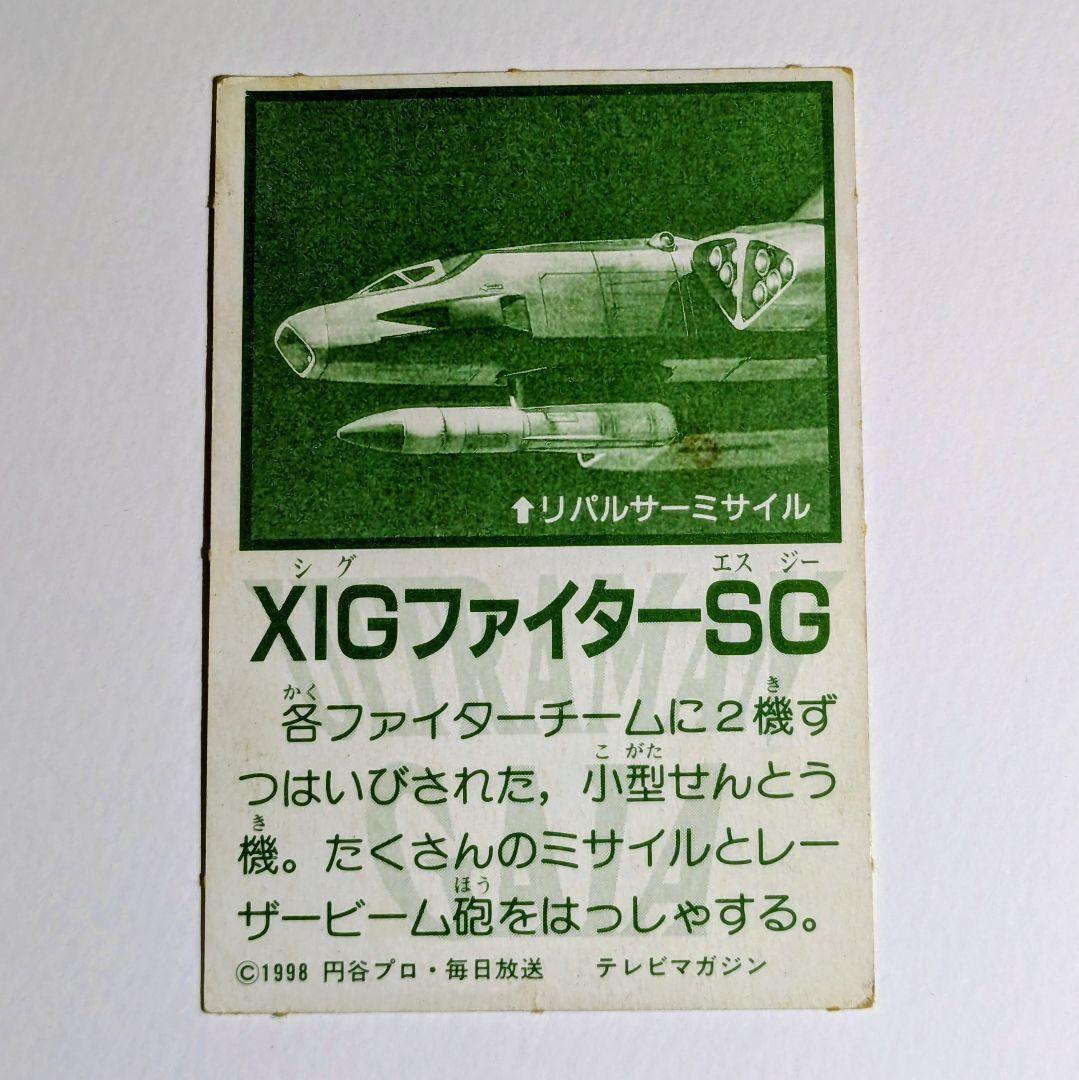 ↑リパルサーミサイル
シグ エスジー
XIGファイターSG
かく き
各ファイターチームに2機ず
こ がた
つはいびされた，小型せんとう
き
機。たくさんのミサイルとレー
ほう
ザービーム砲をはっしゃする。
ULTRAMAN
GAIA
©1998 円谷プロ・毎日放送 テレビマガジン